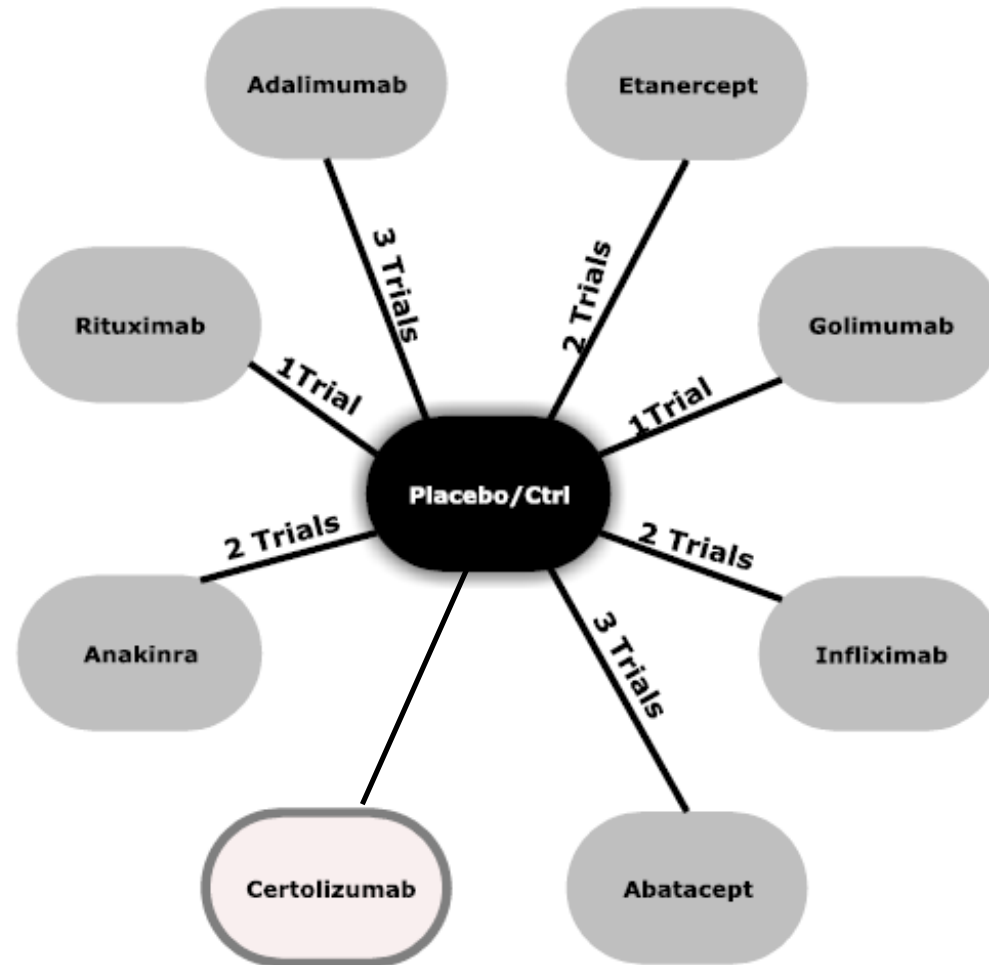 Adalimumab
Etanercept
3 Trials
2 Trials
Rituximab
Golimumab
1Trial
1Trial
Placebo/Ctrl
2 Trials
2 Trials
Anakinra
Infliximab
3 Trials
Certolizumab
Abatacept